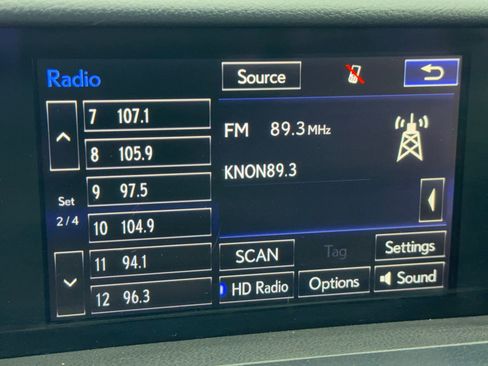 Radio
Source
7 107.1
8 105.9
9 97.5
10 104.9
11 94.1
12 96.3
Set
2/4
FM 89.3 MHz
KNON89.3
SCAN
Tag
Settings
HD Radio
Options
Sound